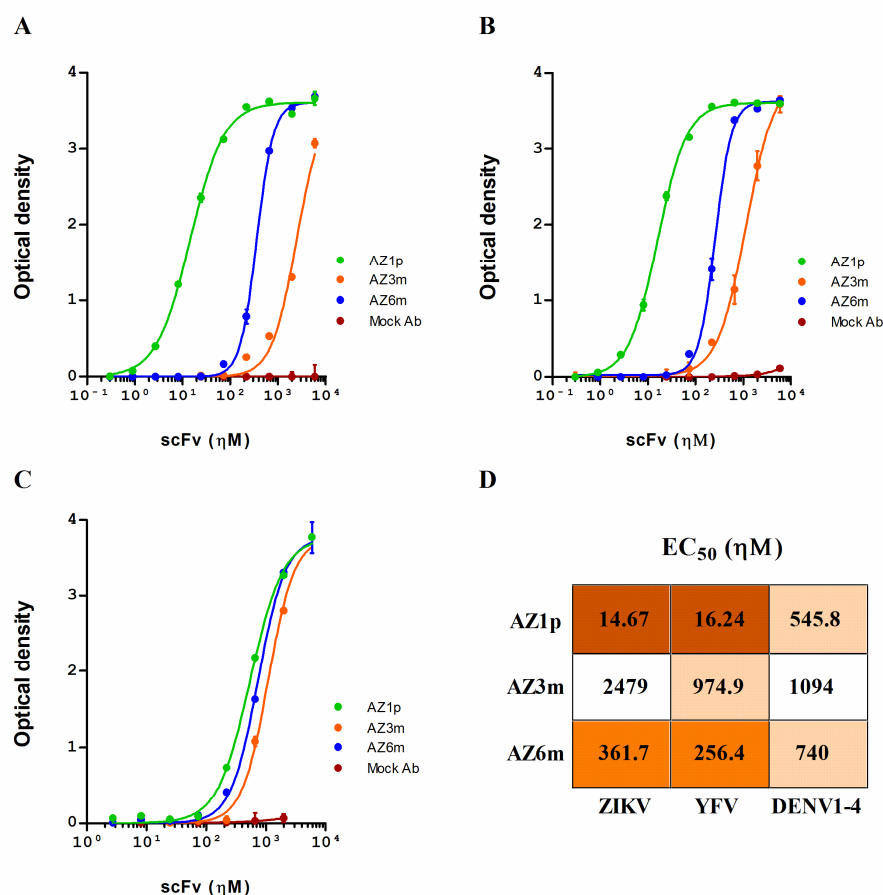 A
B
4
3
2
1
0
Optical density
10⁻¹ 10⁰ 10¹ 10² 10³ 10⁴
scFv (ηM)
AZ1p
AZ3m
AZ6m
Mock Ab
4
3
2
1
0
Optical density
10⁻¹ 10⁰ 10¹ 10² 10³ 10⁴
scFv (ηM)
AZ1p
AZ3m
AZ6m
Mock Ab
C
D
4
3
2
1
0
Optical density
10⁰ 10¹ 10² 10³ 10⁴
scFv (ηM)
AZ1p
AZ3m
AZ6m
Mock Ab
EC₅₀ (ηM)
AZ1p 14.67 16.24 545.8
AZ3m 2479 974.9 1094
AZ6m 361.7 256.4 740
ZIKV YFV DENV1-4